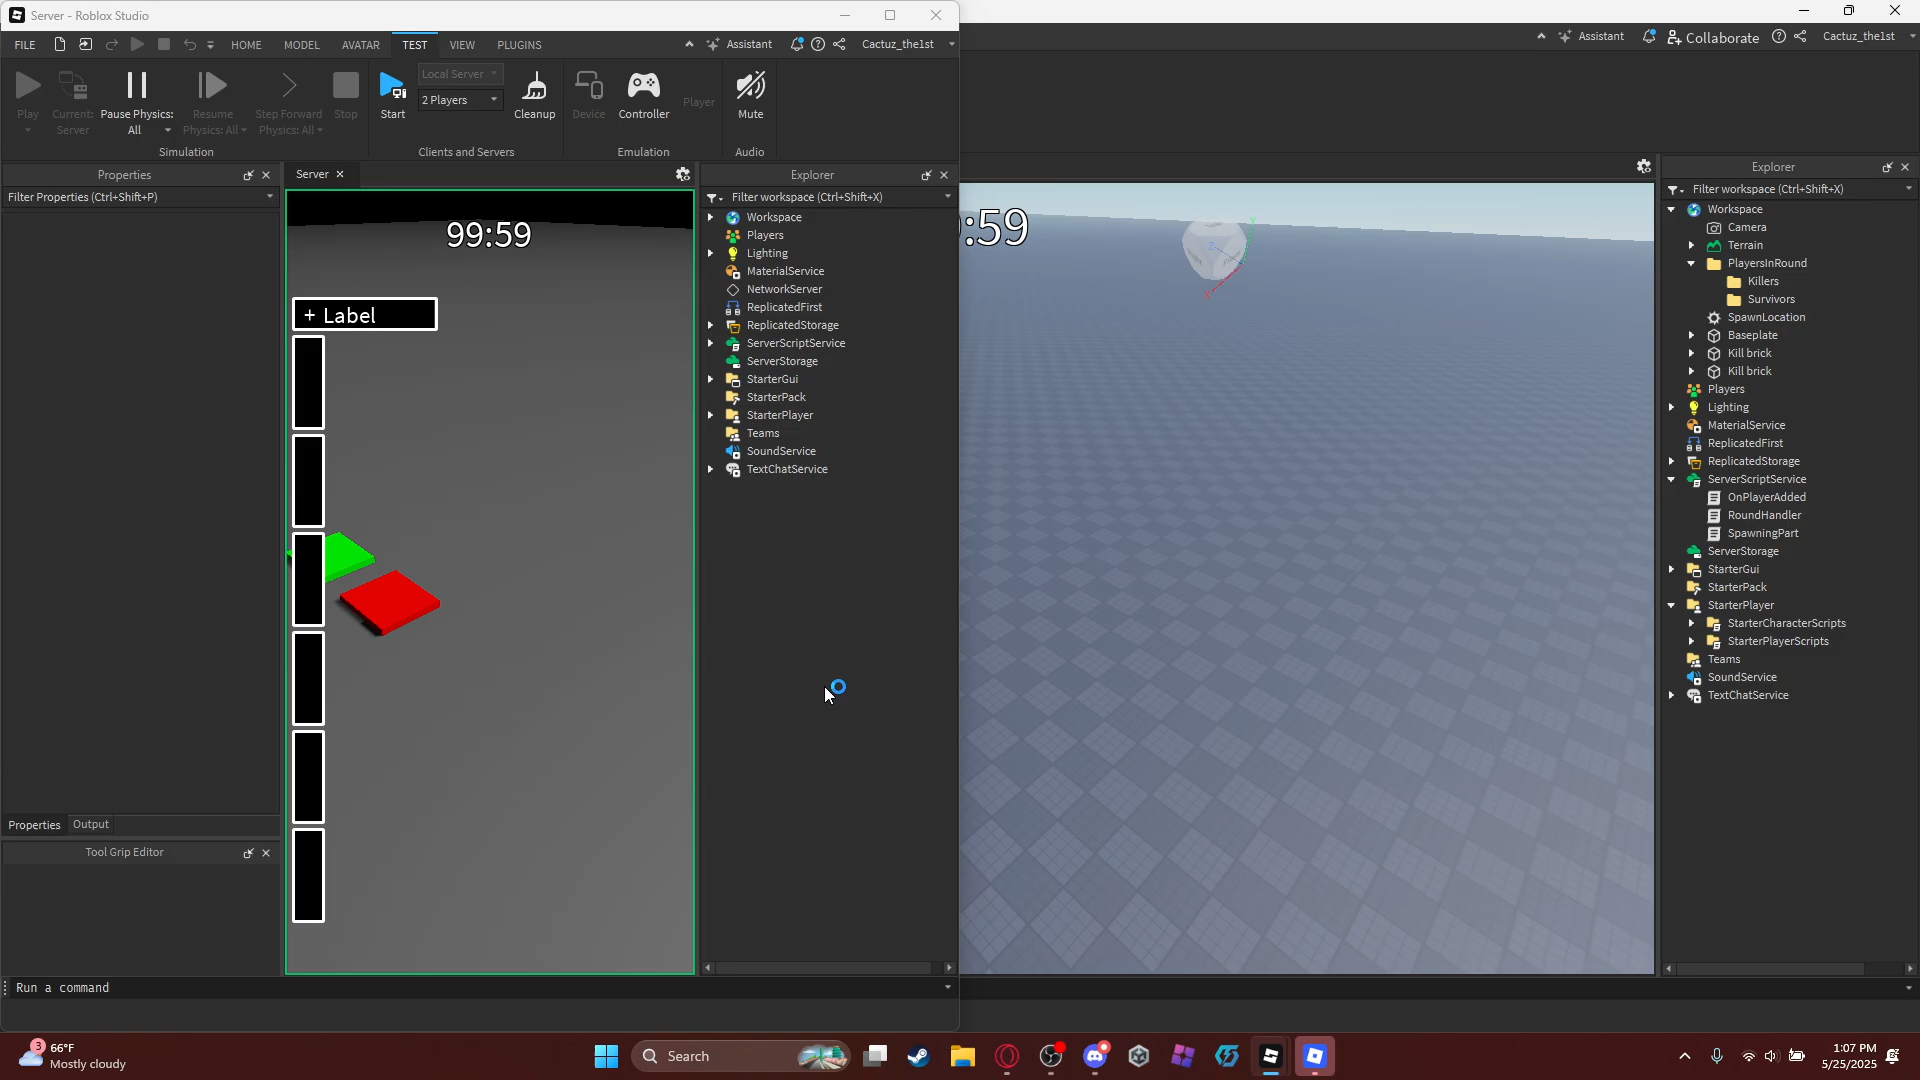 Server - Roblox Studio
FILE HOME MODEL AVATAR TEST VIEW PLUGINS Assistant Cactuz_the1st
Assistant Collaborate Cactuz_the1st
Play
Current:
Server
Pause Physics:
All
Resume
Physics: All
Step Forward
Physics: All
Stop
Start
Local Server
2 Players
Cleanup
Device
Controller
Player
Mute
Simulation
Clients and Servers
Emulation
Audio
Properties
Filter Properties (Ctrl+Shift+P)
Server
99:59
+ Label
:59
Explorer
Filter workspace (Ctrl+Shift+X)
Workspace
Players
Lighting
MaterialService
NetworkServer
ReplicatedFirst
ReplicatedStorage
ServerScriptService
ServerStorage
StarterGui
StarterPack
StarterPlayer
Teams
SoundService
TextChatService
Explorer
Filter workspace (Ctrl+Shift+X)
Workspace
Camera
Terrain
PlayersInRound
Killers
Survivors
SpawnLocation
Baseplate
Kill brick
Kill brick
Players
Lighting
MaterialService
ReplicatedFirst
ReplicatedStorage
ServerScriptService
OnPlayerAdded
RoundHandler
SpawningPart
ServerStorage
StarterGui
StarterPack
StarterPlayer
StarterCharacterScripts
StarterPlayerScripts
Teams
SoundService
TextChatService
Properties Output
Tool Grip Editor
Run a command
3
66°F
Mostly cloudy
Search
1:07 PM
5/25/2025